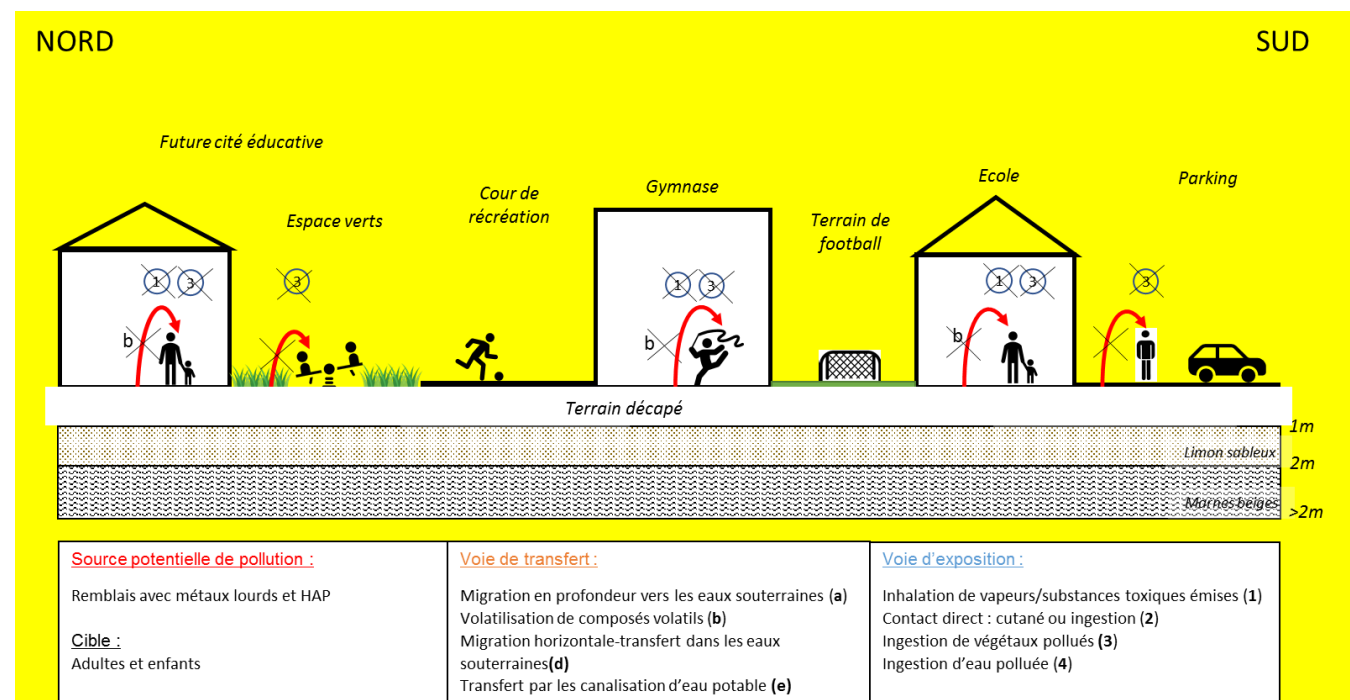 NORD
SUD
Future cité éducative
Espace verts
Cour de
récréation
Gymnase
Terrain de
football
Ecole
Parking
1 3
3
1 3
1 3
3
b
b
b
Terrain décapé
1m
Limon sableux
2m
Marnes beiges
>2m
Source potentielle de pollution :
Remblais avec métaux lourds et HAP
Cible :
Adultes et enfants
Voie de transfert :
Migration en profondeur vers les eaux souterraines (a)
Volatilisation de composés volatils (b)
Migration horizontale-transfert dans les eaux
souterraines(d)
Transfert par les canalisation d'eau potable (e)
Voie d'exposition :
Inhalation de vapeurs/substances toxiques émises (1)
Contact direct : cutané ou ingestion (2)
Ingestion de végétaux pollués (3)
Ingestion d'eau polluée (4)